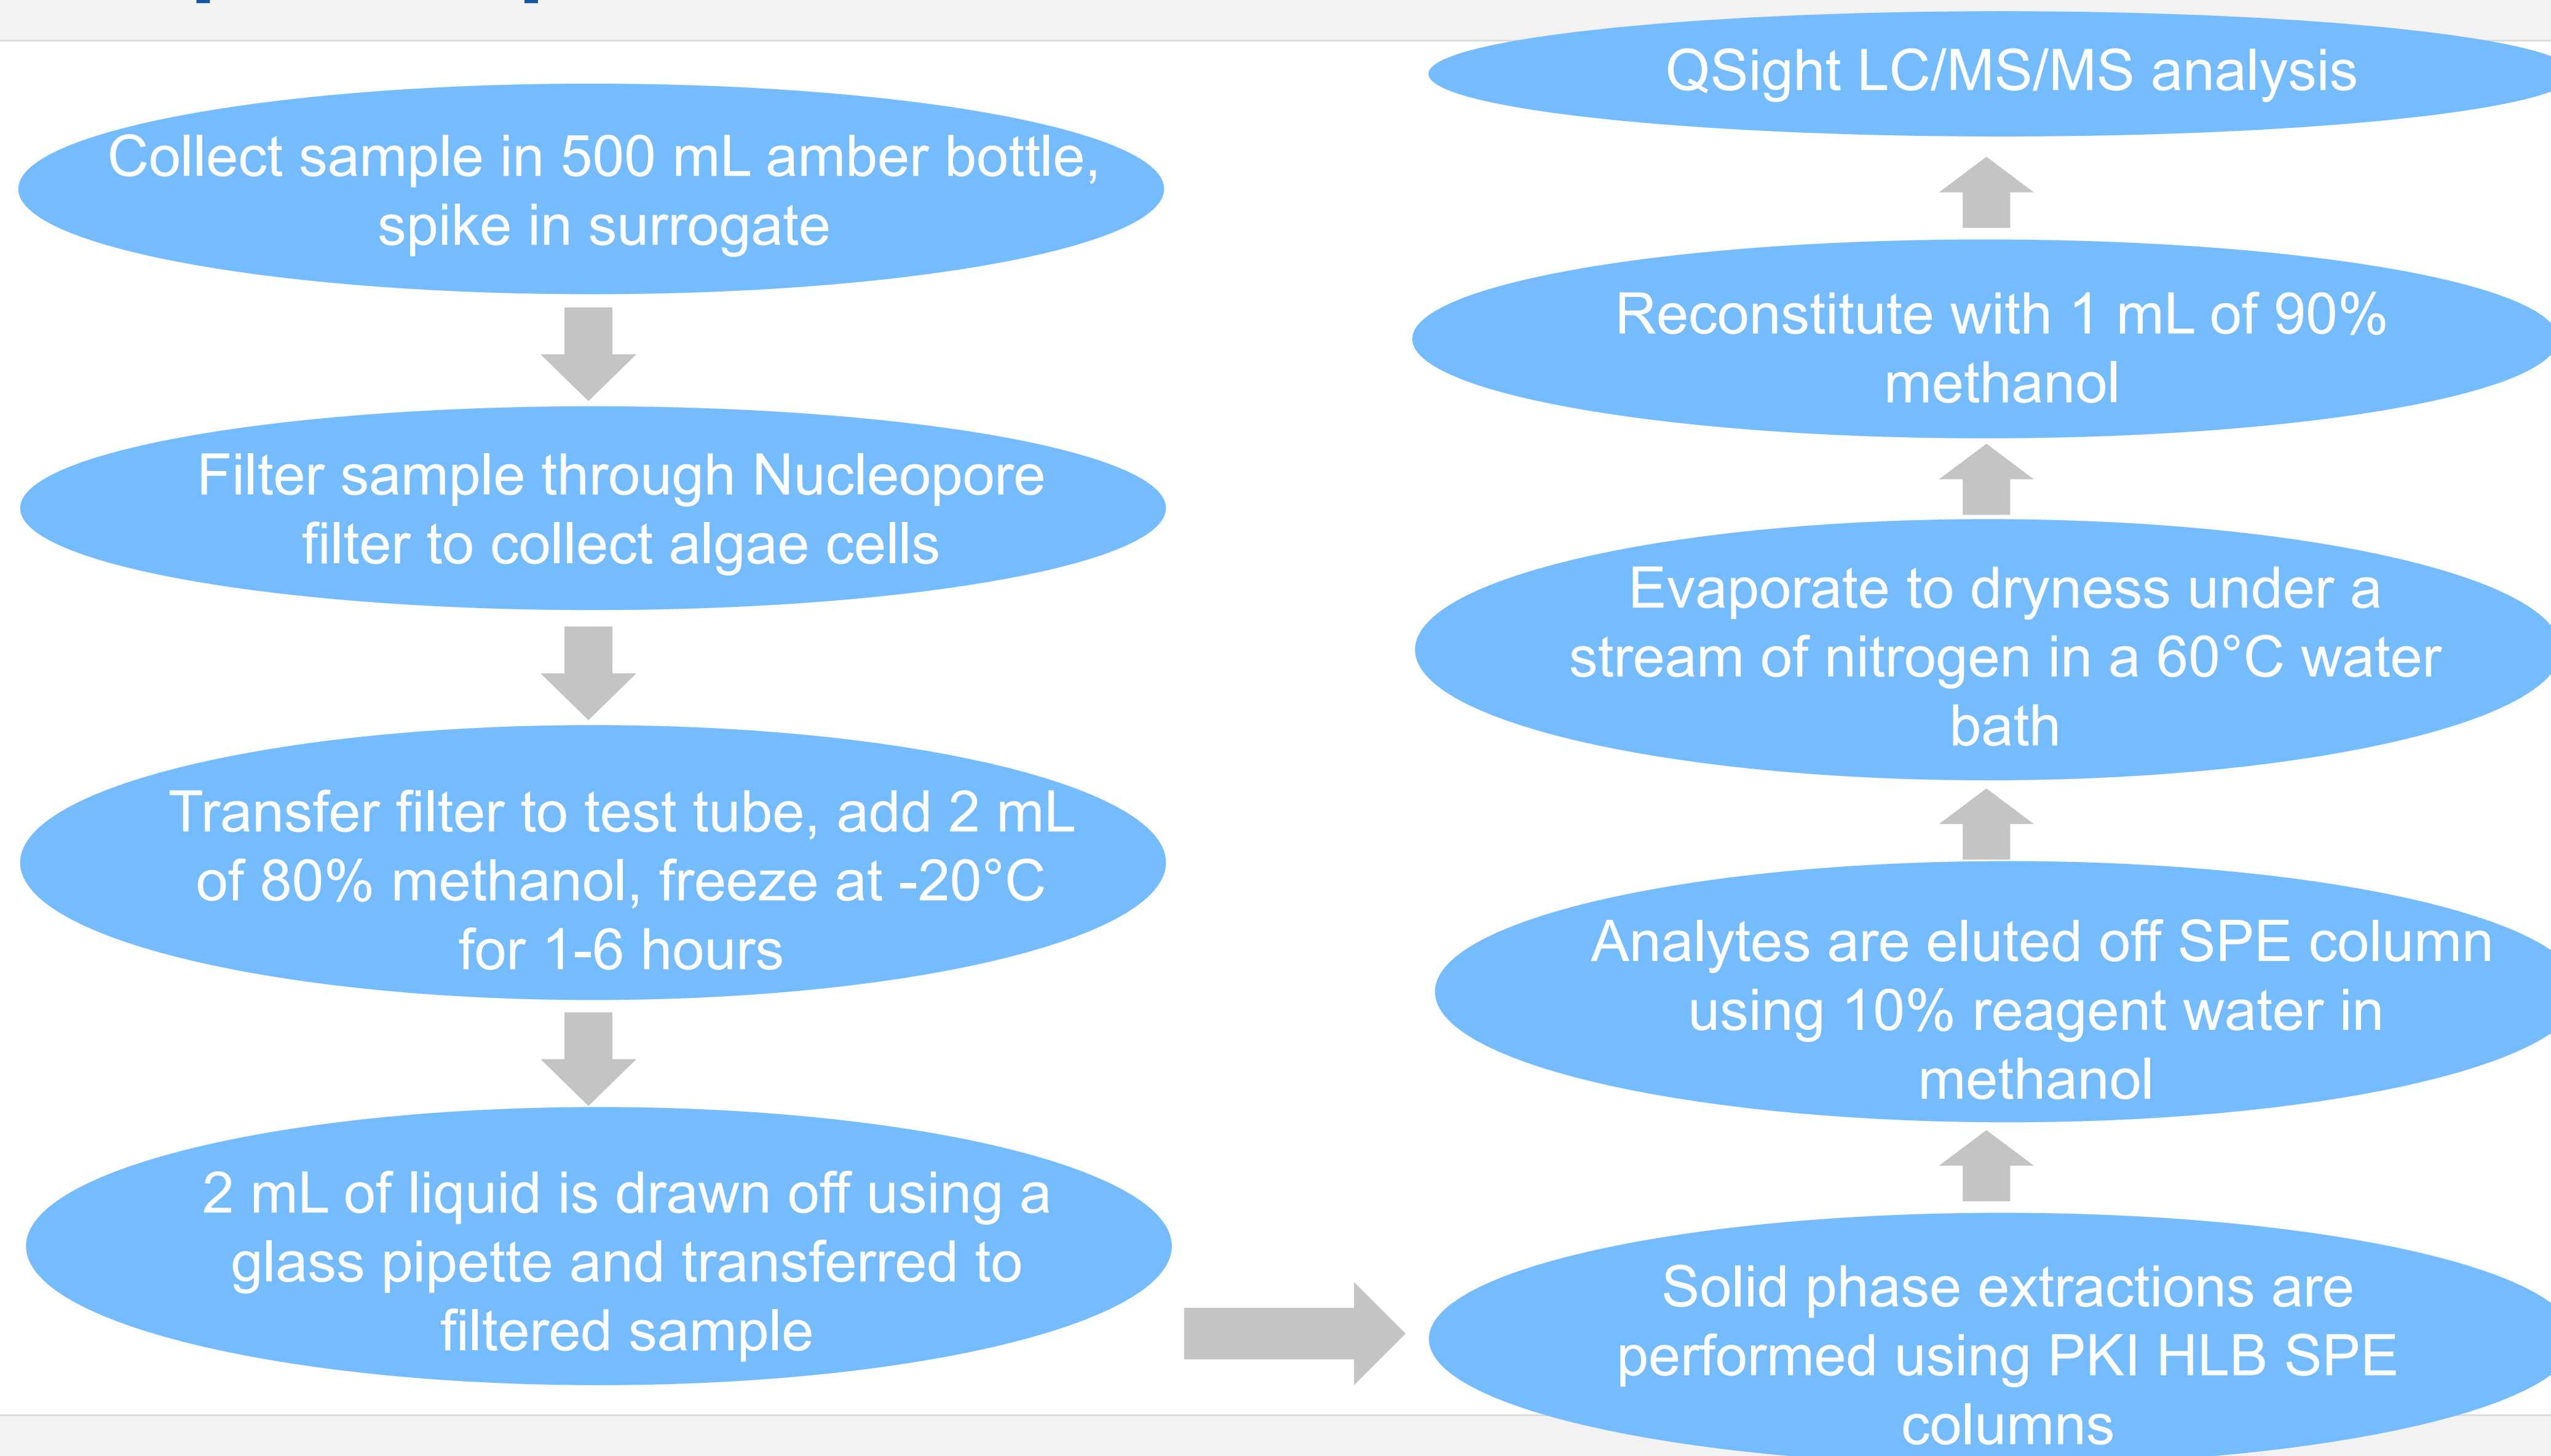 Collect sample in 500 mL amber bottle,
spike in surrogate
Filter sample through Nucleopore
filter to collect algae cells
Transfer filter to test tube, add 2 mL
of 80% methanol, freeze at -20°C
for 1-6 hours
2 mL of liquid is drawn off using a
glass pipette and transferred to
filtered sample
Solid phase extractions are
performed using PKI HLB SPE
columns
Analytes are eluted off SPE column
using 10% reagent water in
methanol
Evaporate to dryness under a
stream of nitrogen in a 60°C water
bath
Reconstitute with 1 mL of 90%
methanol
QSight LC/MS/MS analysis